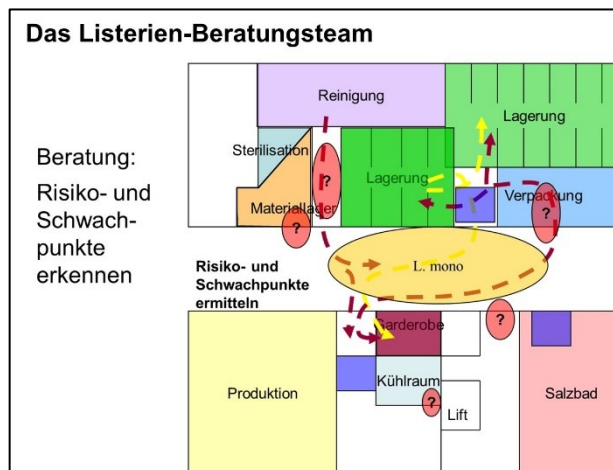 Das Listerien-Beratungsteam
Beratung:
Risiko- und
Schwach-
punkte
erkennen
Reinigung
Lagerung
Sterilisation
Lagerung
?
Materiallager
Verpackung
?
?
Risiko- und
Schwachpunkte
ermitteln
L. mono
?
Garderobe
Produktion
Kühlraum
Salzbad
?
Lift